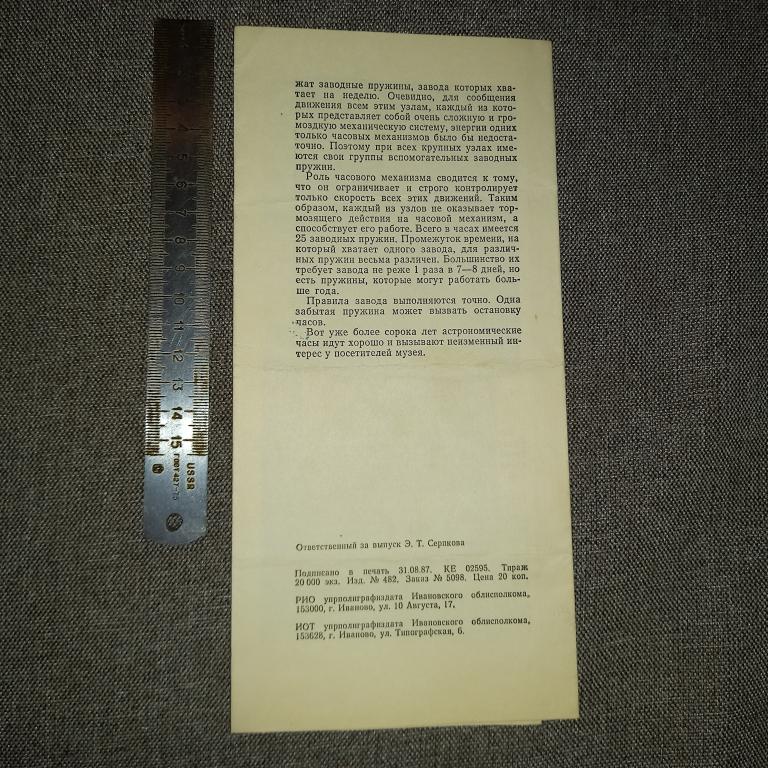 4
5
6
7
8
9
10
11
12
13
14
15
ГОСТ 427-75
USSR
жат заводные пружины, завода которых хва-
тает на неделю. Очевидно, для сообщения
движения всем этим узлам, каждый из кото-
рых представляет собой очень сложную и гро-
моздкую механическую систему, энергии одних
только часовых механизмов было бы недоста-
точно. Поэтому при всех крупных узлах име-
ются свои группы вспомогательных заводных
пружин.
Роль часового механизма сводится к тому,
что он ограничивает и строго контролирует
только скорость всех этих движений. Таким
образом, каждый из узлов не оказывает тор-
мозящего действия на часовой механизм, а
способствует его работе. Всего в часах имеется
25 заводных пружин. Промежуток времени, на
который хватает одного завода, для различ-
ных пружин весьма различен. Большинство их
требует завода не реже 1 раза в 7—8 дней, но
есть пружины, которые могут работать боль-
ше года.
Правила завода выполняются точно. Одна
забытая пружина может вызвать остановку
часов.
Вот уже более сорока лет астрономические
часы идут хорошо и вызывают неизменный ин-
терес у посетителей музея.
Ответственный за выпуск Э. Т. Серпкова
Подписано в печать 31.08.87. КЕ 02595. Тираж
20 000 экз. Изд. № 482. Заказ № 5098. Цена 20 коп.
РИО упрполиграфиздата Ивановского облисполкома,
153000, г. Иваново, ул. 10 Августа, 17.
ИОТ упрполиграфиздата Ивановского облисполкома,
153628, г. Иваново, ул. Типографская, 6.